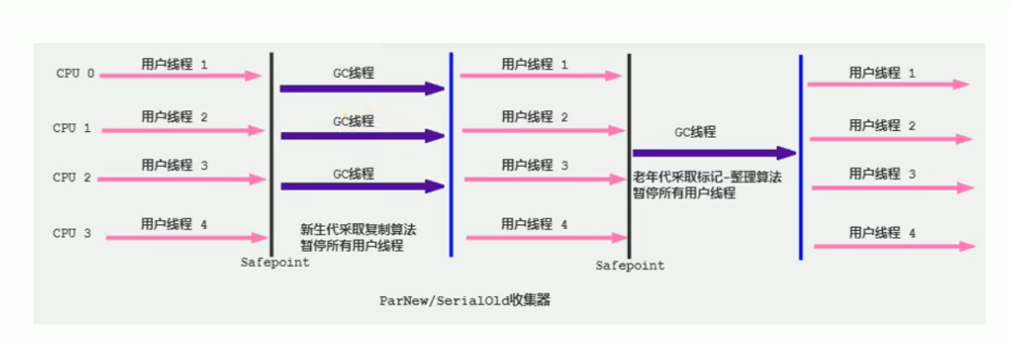 CPU 0 用户线程 1 GC线程 用户线程 1 用户线程 1
CPU 1 用户线程 2 GC线程 用户线程 2 GC线程 用户线程 2
CPU 2 用户线程 3 GC线程 用户线程 3 用户线程 3
老年代采取标记-整理算法
暂停所有用户线程
CPU 3 用户线程 4 用户线程 4 用户线程 4
新生代采取复制算法
暂停所有用户线程
Safepoint Safepoint
ParNew/SerialOld收集器